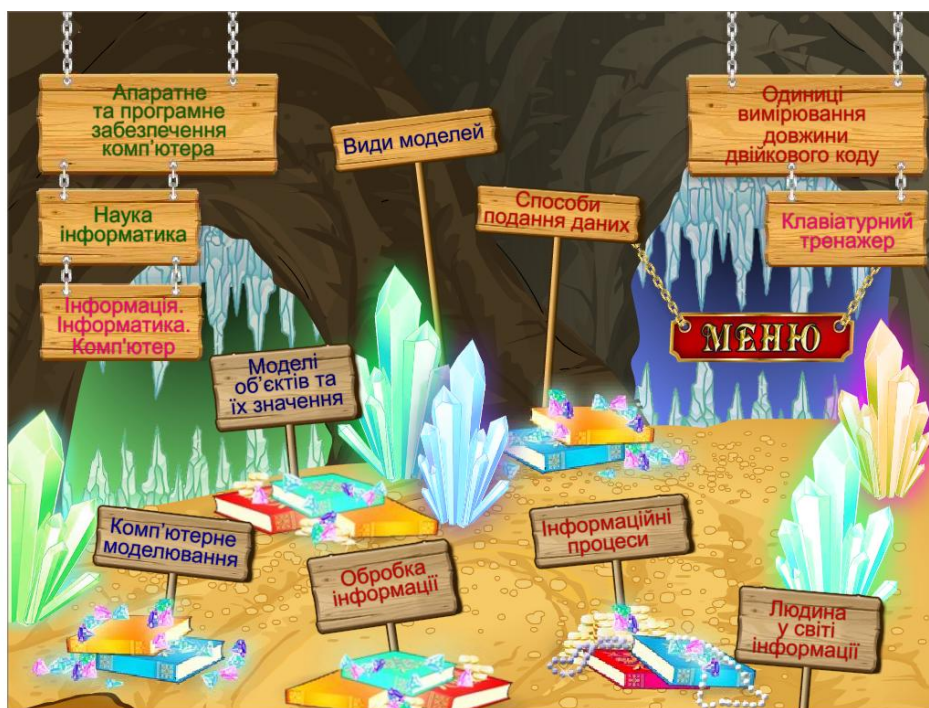 Апаратне
та програмне
забезпечення
комп'ютера
Наука
інформатика
Інформація.
Інформатика.
Комп'ютер
Види моделей
Способи
подання даних
Одиниці
вимірювання
довжини
двійкового коду
Клавіатурний
тренажер
МЕНЮ
Моделі
об'єктів та
їх значення
Комп'ютерне
моделювання
Обробка
інформації
Інформаційні
процеси
Людина
у світі
інформації